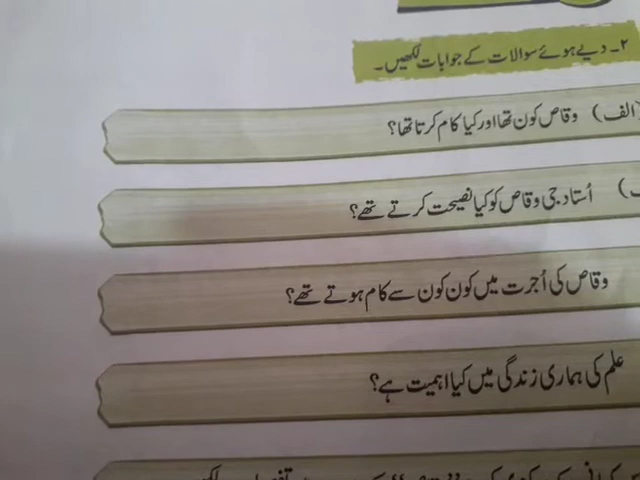 ۲۔ دیے ہوئے سوالات کے جوابات لکھیں۔
(الف) وقاص کون تھا اور کیا کام کرتا تھا؟
اُستاد جی وقاص کو کیا نصیحت کرتے تھے؟
وقاص کی اُجرت میں کون کون سے کام ہوتے تھے؟
علم کی ہماری زندگی میں کیا اہمیت ہے؟